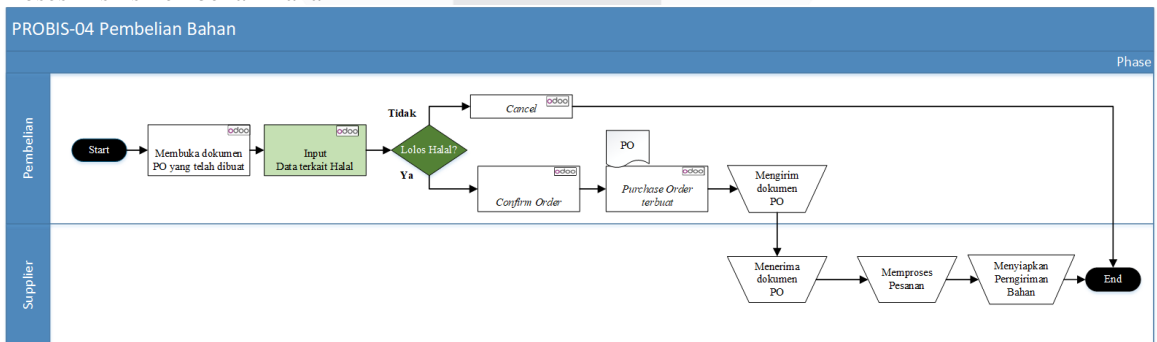 PROBIS-04 Pembelian Bahan
Phase
Pembelian
Start
odoo
Membuka dokumen
PO yang telah dibuat
odoo
Input
Data terkait Halal
Lolos Halal?
Tidak
Ya
odoo
Cancel
odoo
Confirm Order
PO
odoo
Purchase Order
terbuat
Mengirim
dokumen
PO
Supplier
Menerima
dokumen
PO
Memproses
Pesanan
Menyiapkan
Perngiriman
Bahan
End